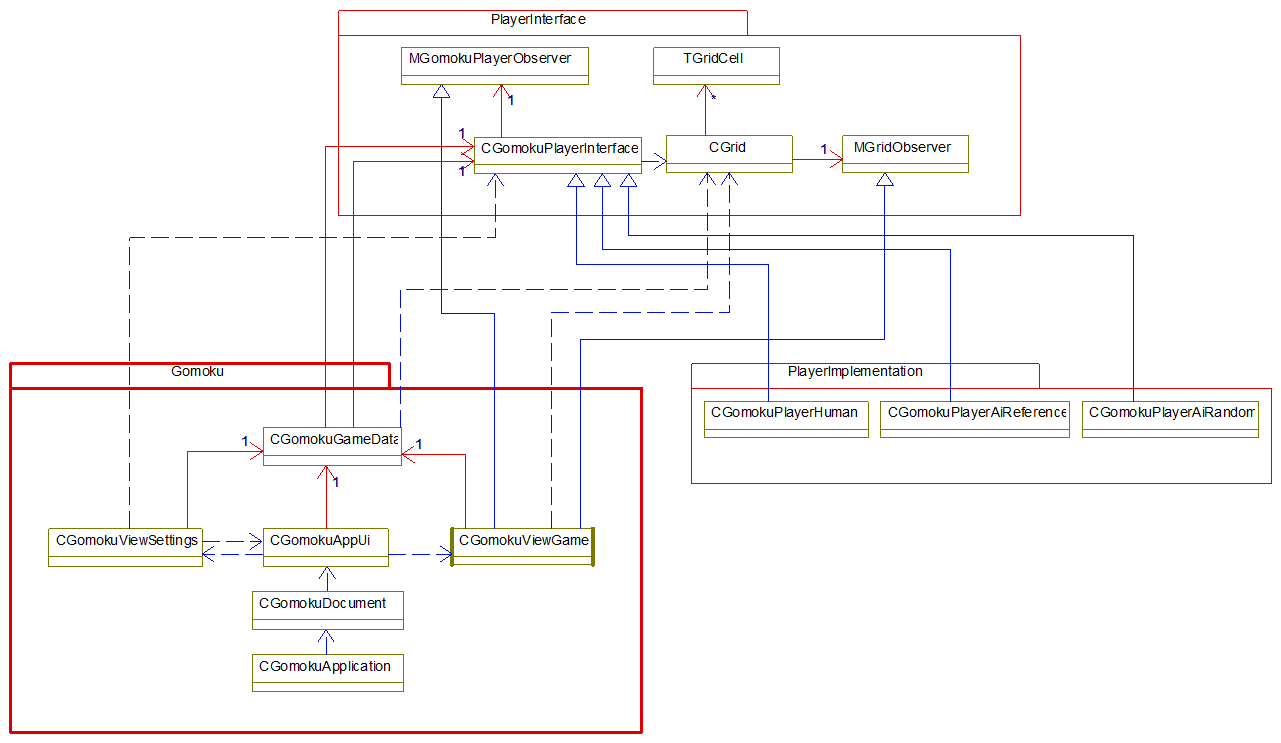 PlayerInterface
MGomokuPlayerObserver
TGridCell
1
*
1
CGomokuPlayerInterface
CGrid
1
MGridObserver
1
Gomoku
PlayerImplementation
CGomokuPlayerHuman
CGomokuPlayerAiReference
CGomokuPlayerAiRandom
1
CGomokuGameData
1
1
CGomokuViewSettings
CGomokuAppUi
CGomokuViewGame
CGomokuDocument
CGomokuApplication